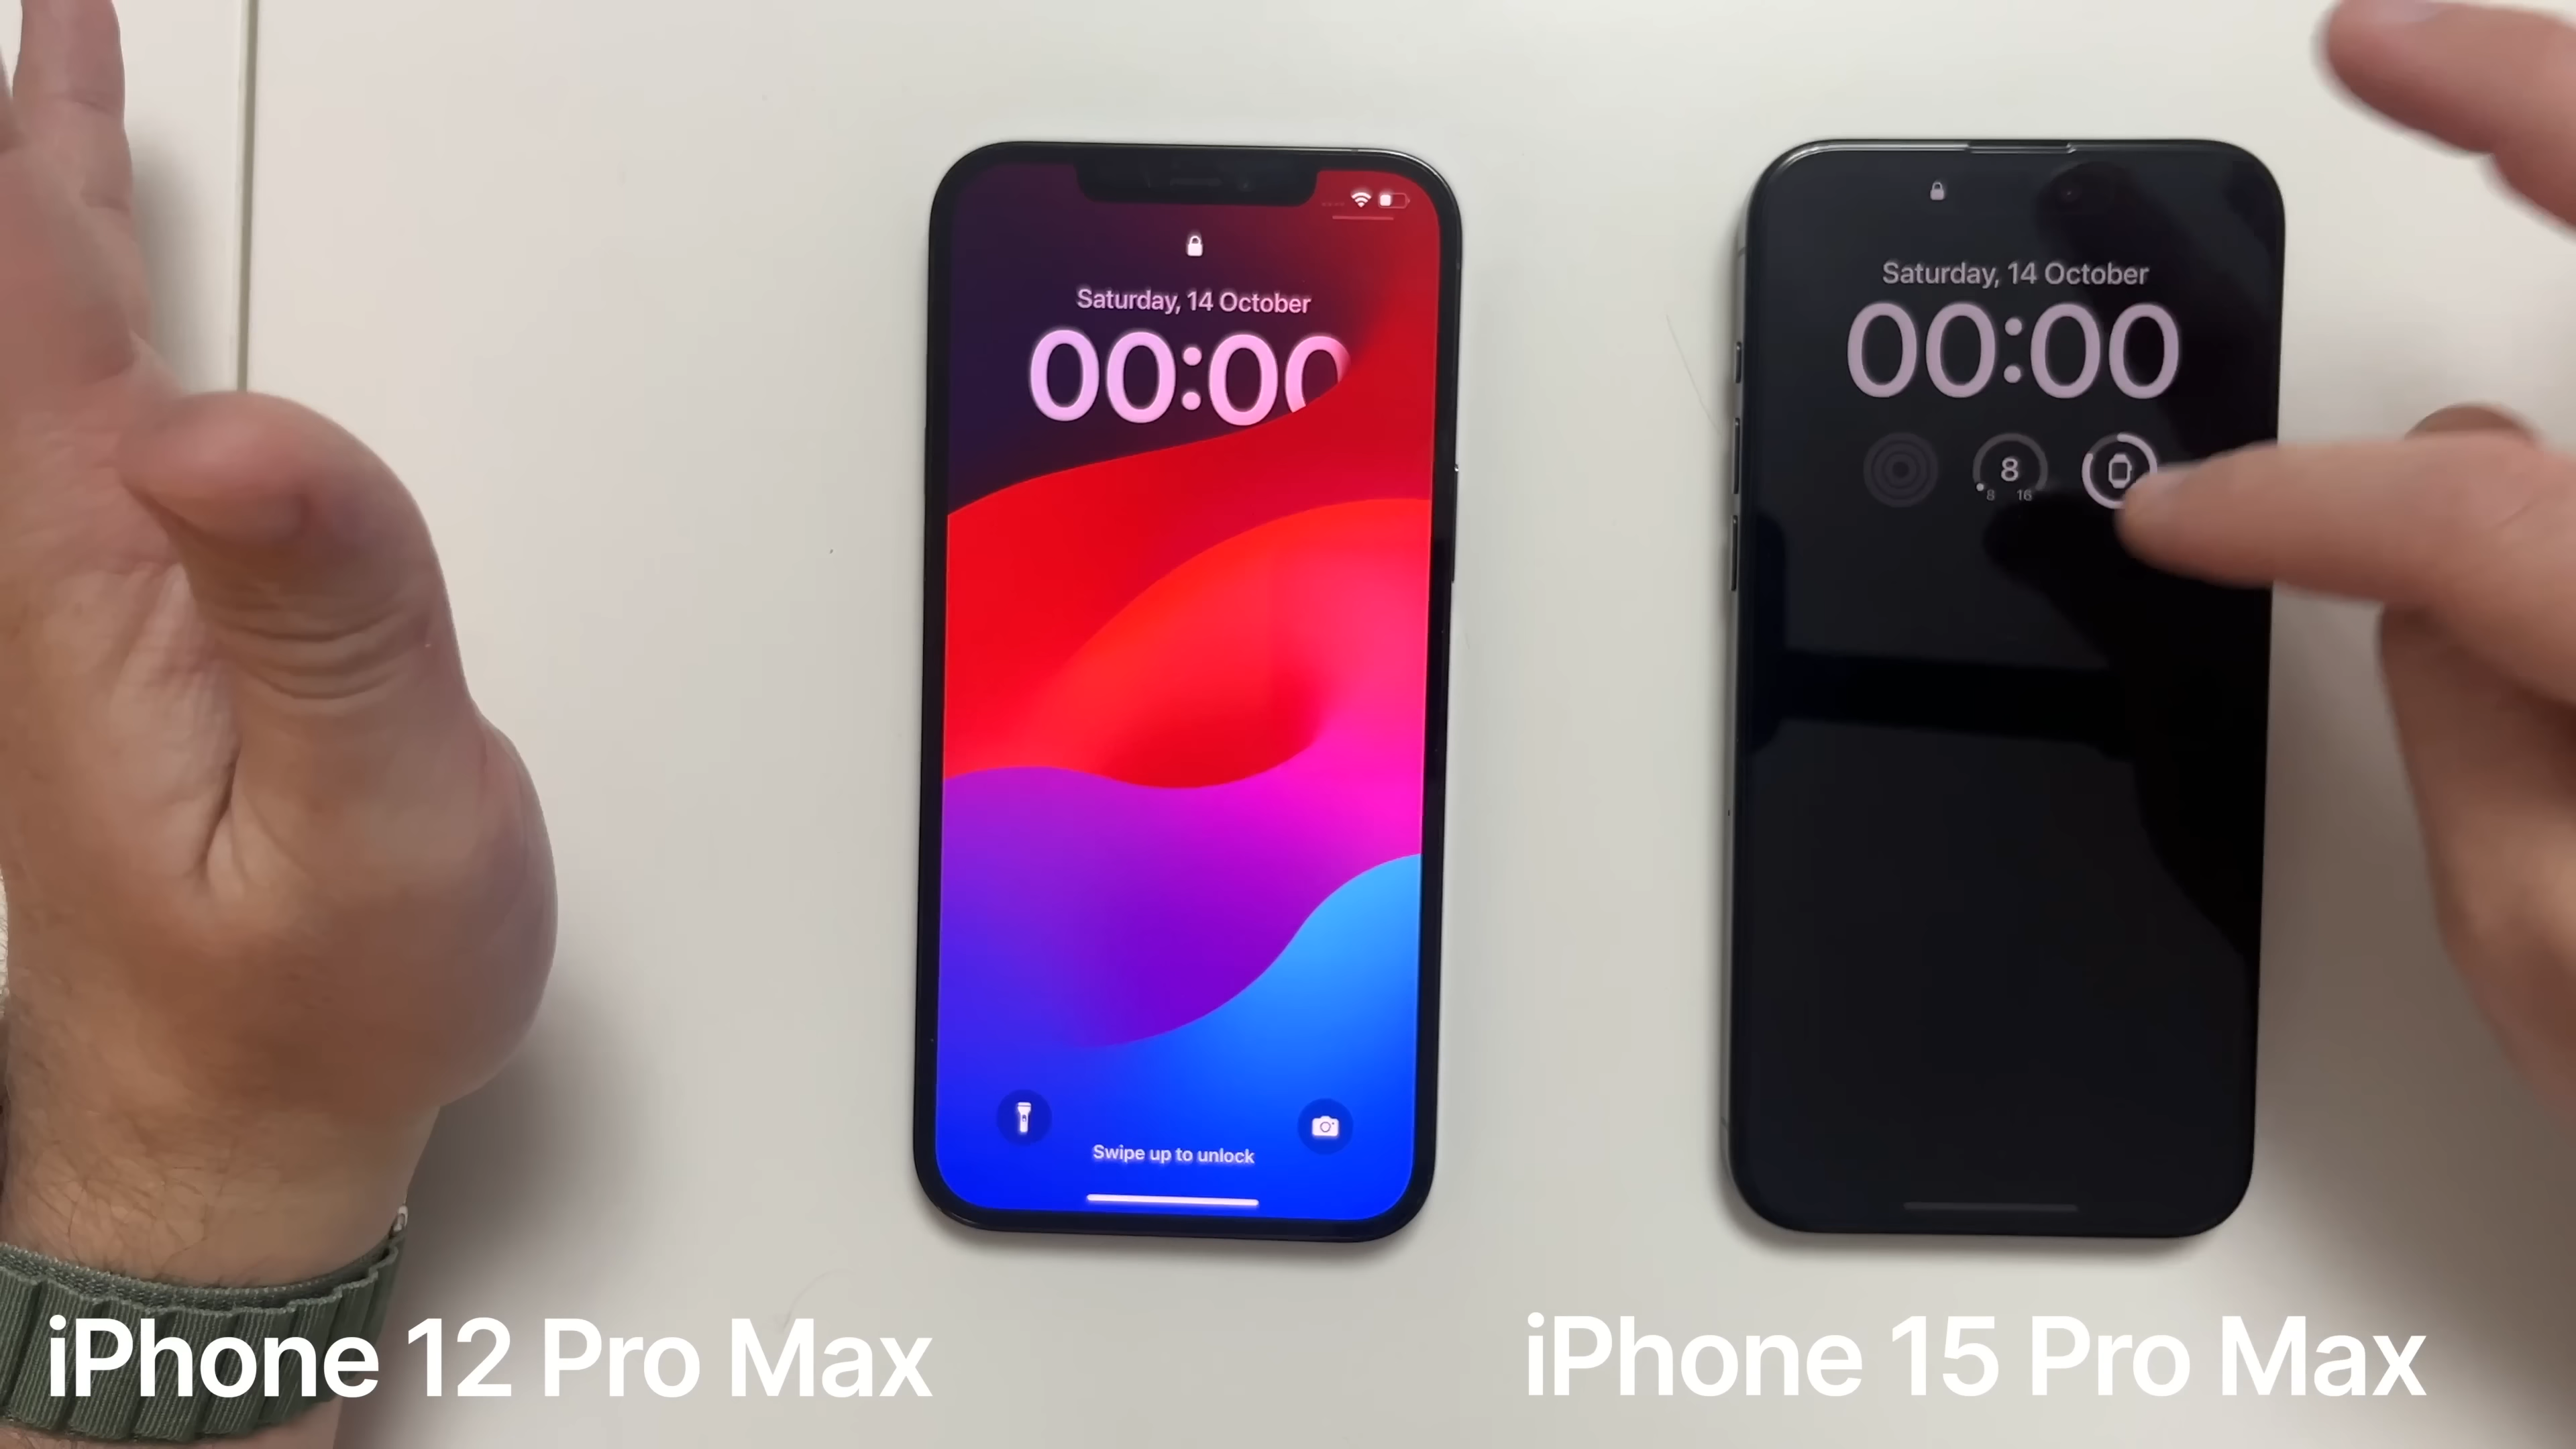 Saturday, 14 October
00:00
Swipe up to unlock
Saturday, 14 October
00:00
8
8 16
iPhone 12 Pro Max
iPhone 15 Pro Max